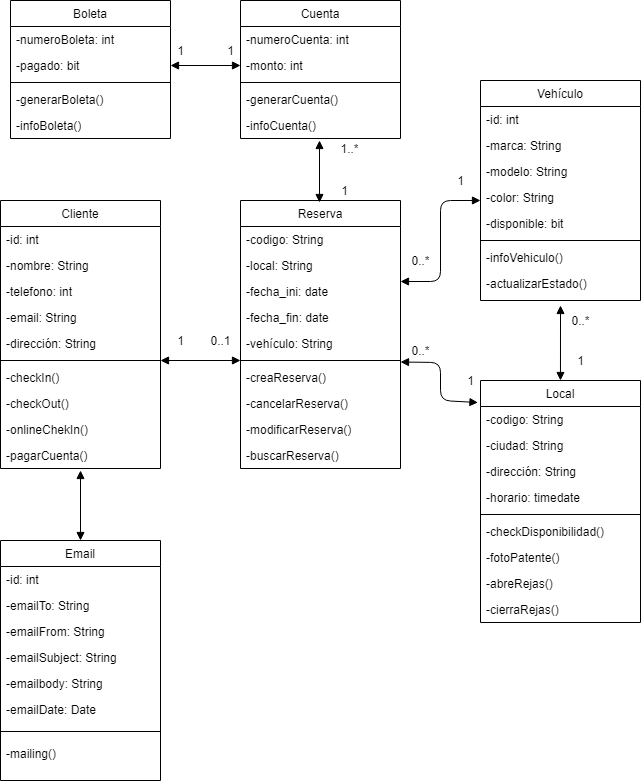 Boleta
-numeroBoleta: int
-pagado: bit
-generarBoleta()
-infoBoleta()
1
1
Cuenta
-numeroCuenta: int
-monto: int
-generarCuenta()
-infoCuenta()
1..*
1
Vehículo
-id: int
-marca: String
-modelo: String
-color: String
-disponible: bit
-infoVehiculo()
-actualizarEstado()
Cliente
-id: int
-nombre: String
-telefono: int
-email: String
-dirección: String
-checkIn()
-checkOut()
-onlineChekIn()
-pagarCuenta()
1
0..1
Reserva
-codigo: String
-local: String
-fecha_ini: date
-fecha_fin: date
-vehículo: String
-creaReserva()
-cancelarReserva()
-modificarReserva()
-buscarReserva()
1
0..*
0..*
1
0..*
1
Local
-codigo: String
-ciudad: String
-dirección: String
-horario: timedate
-checkDisponibilidad()
-fotoPatente()
-abreRejas()
-cierraRejas()
Email
-id: int
-emailTo: String
-emailFrom: String
-emailSubject: String
-emailbody: String
-emailDate: Date
-mailing()